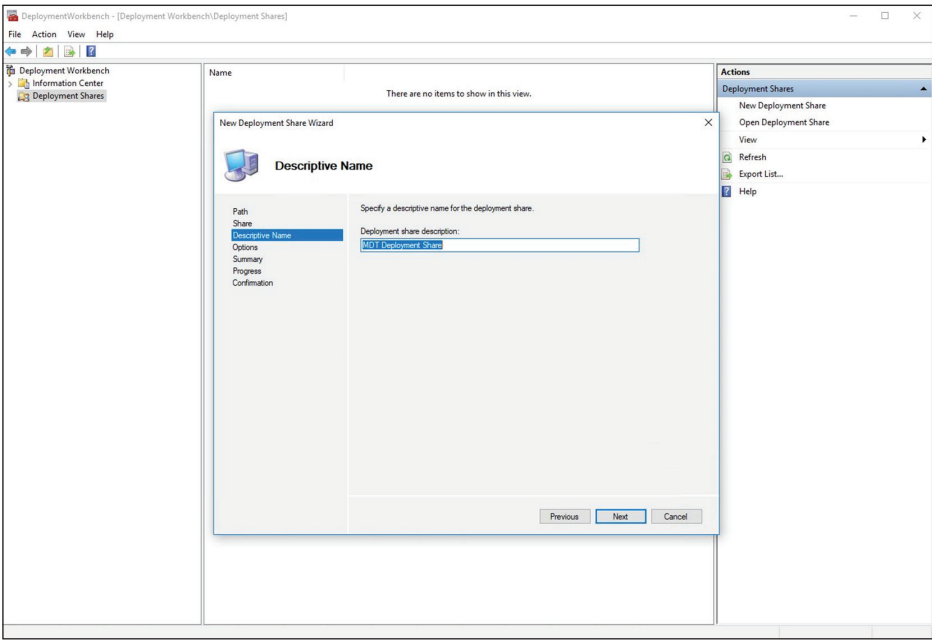 DeploymentWorkbench - [Deployment Workbench\Deployment Shares]
File Action View Help
Deployment Workbench
Information Center
Deployment Shares
Name
There are no items to show in this view.
New Deployment Share Wizard
Descriptive Name
Path
Share
Descriptive Name
Options
Summary
Progress
Confirmation
Specify a descriptive name for the deployment share.
Deployment share description:
MDT Deployment Share
Previous Next Cancel
Actions
Deployment Shares
New Deployment Share
Open Deployment Share
View
Refresh
Export List...
Help